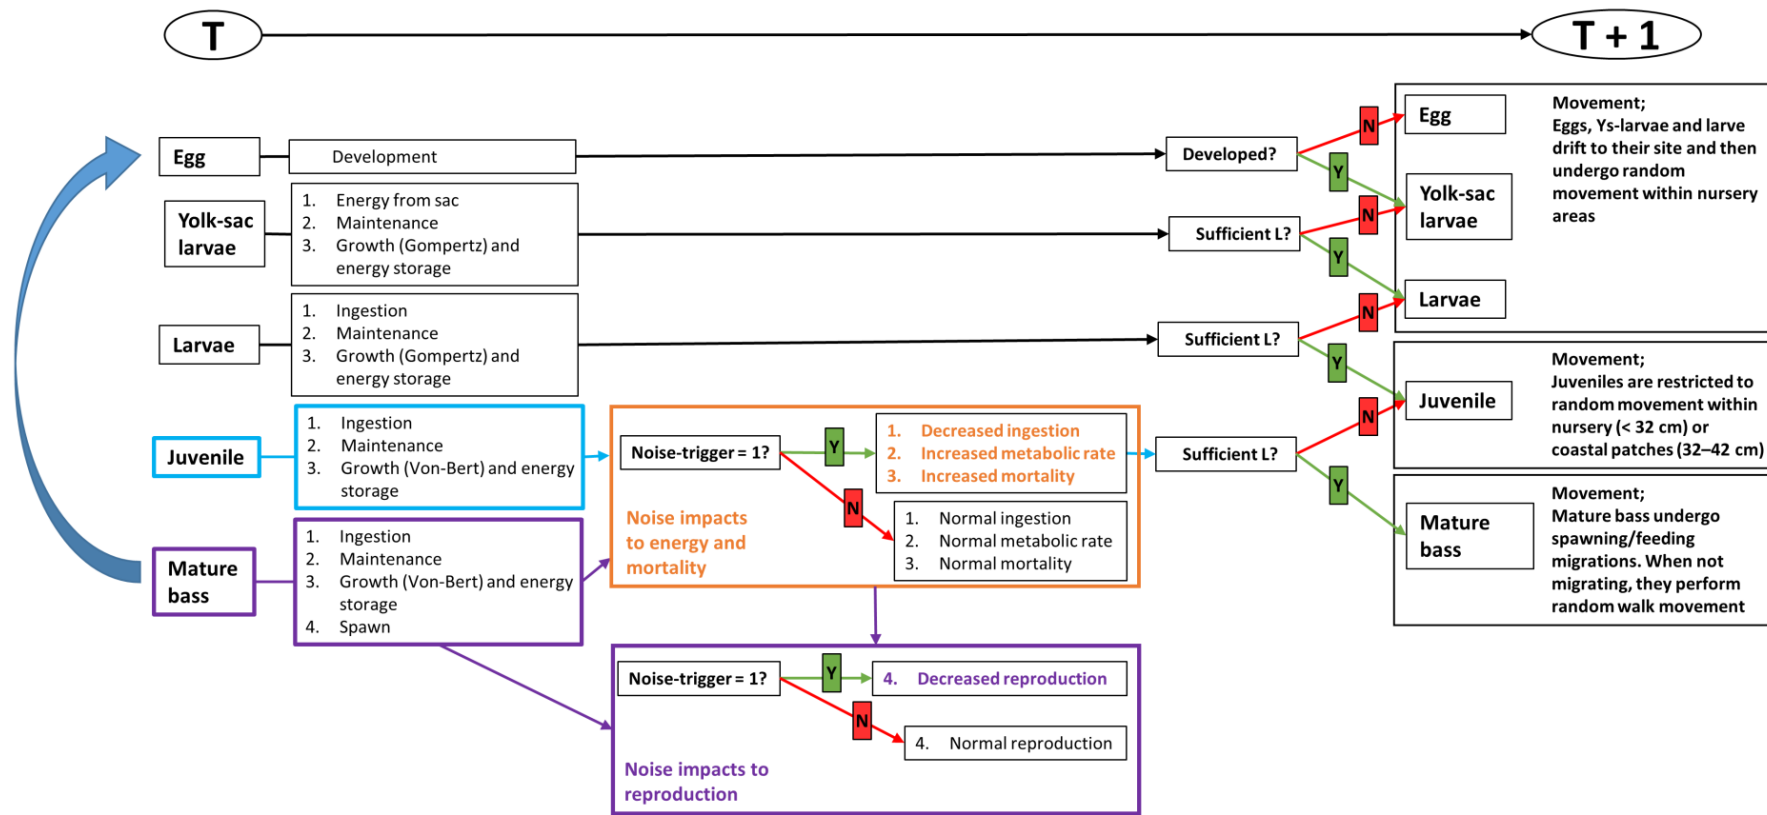 T
T + 1
Egg
Development
Developed?
N
Y
Egg
Movement;
Eggs, Ys-larvae and larve
drift to their site and then
undergo random
movement within nursery
areas
Yolk-sac
larvae
1. Energy from sac
2. Maintenance
3. Growth (Gompertz) and
energy storage
Sufficient L?
N
Y
Yolk-sac
larvae
Larvae
1. Ingestion
2. Maintenance
3. Growth (Gompertz) and
energy storage
Sufficient L?
N
Y
Larvae
Juvenile
1. Ingestion
2. Maintenance
3. Growth (Von-Bert) and energy
storage
Noise-trigger = 1?
Y
N
1. Decreased ingestion
2. Increased metabolic rate
3. Increased mortality
1. Normal ingestion
2. Normal metabolic rate
3. Normal mortality
Noise impacts
to energy and
mortality
Sufficient L?
N
Y
Juvenile
Movement;
Juveniles are restricted to
random movement within
nursery (< 32 cm) or
coastal patches (32–42 cm)
Mature
bass
1. Ingestion
2. Maintenance
3. Growth (Von-Bert) and energy
storage
4. Spawn
Mature
bass
Movement;
Mature bass undergo
spawning/feeding
migrations. When not
migrating, they perform
random walk movement
Noise-trigger = 1?
Y
N
4. Decreased reproduction
4. Normal reproduction
Noise impacts to
reproduction